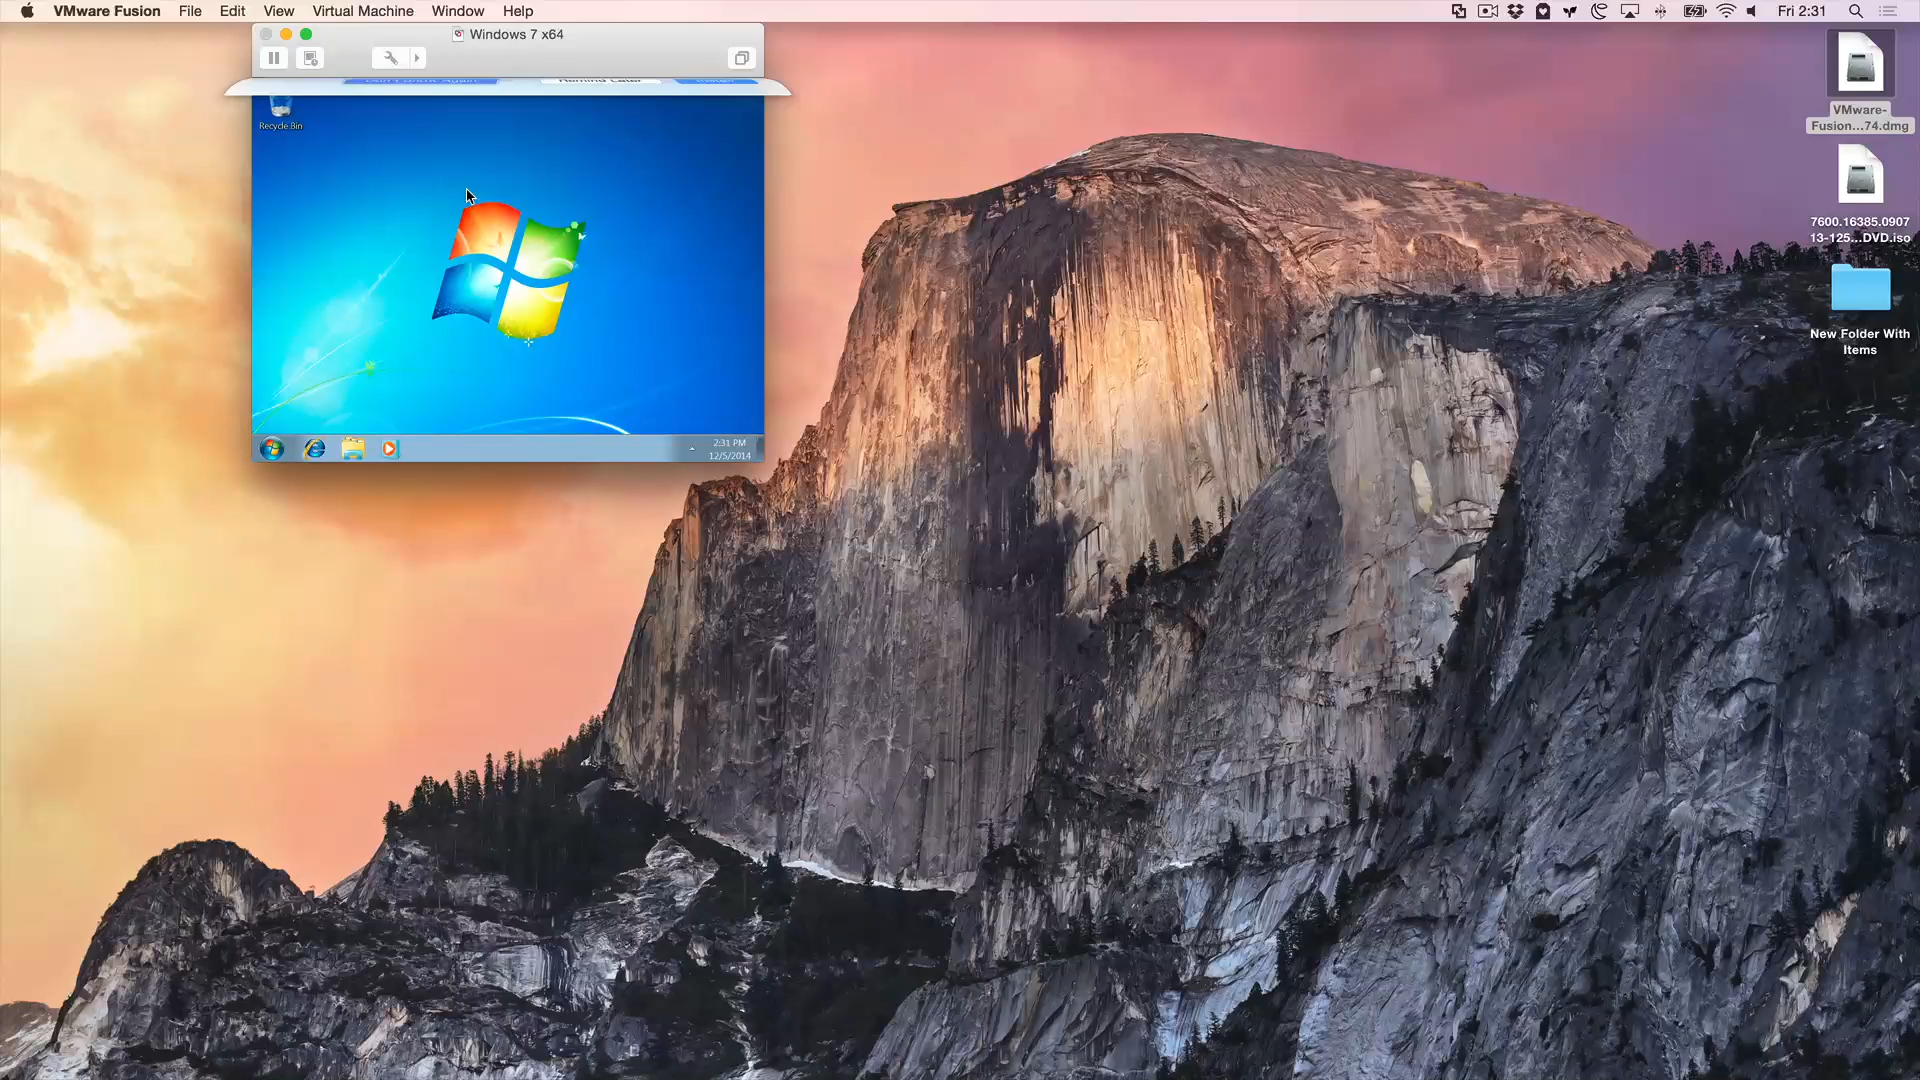 VMware Fusion File Edit View Virtual Machine Window Help Fri 2:31
Windows 7 x64
Recycle Bin
2:31 PM
12/5/2014
VMware-
Fusion...74.dmg
7600.16385.0907
13-125...DVD.iso
New Folder With
Items